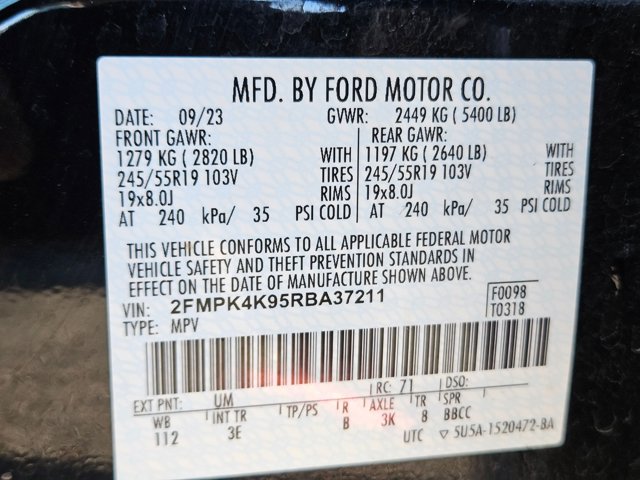 MFD. BY FORD MOTOR CO.
DATE: 09/23 GVWR: 2449 KG ( 5400 LB)
FRONT GAWR: REAR GAWR:
1279 KG ( 2820 LB) WITH 1197 KG ( 2640 LB) WITH
245/55R19 103V TIRES 245/55R19 103V TIRES
19x8.0J RIMS 19x8.0J RIMS
AT 240 kPa/ 35 PSI COLD AT 240 kPa/ 35 PSI COLD
THIS VEHICLE CONFORMS TO ALL APPLICABLE FEDERAL MOTOR
VEHICLE SAFETY AND THEFT PREVENTION STANDARDS IN
EFFECT ON THE DATE OF MANUFACTURE SHOWN ABOVE.
VIN: 2FMPK4K95RBA37211 F0098
TYPE: MPV T0318
EXT PNT: UM RC: 71 DSO:
WB INT TR TP/PS R AXLE TR SPR
112 3E B 3K 8 BBCC
UTC ▽ 5U5A-1520472-BA